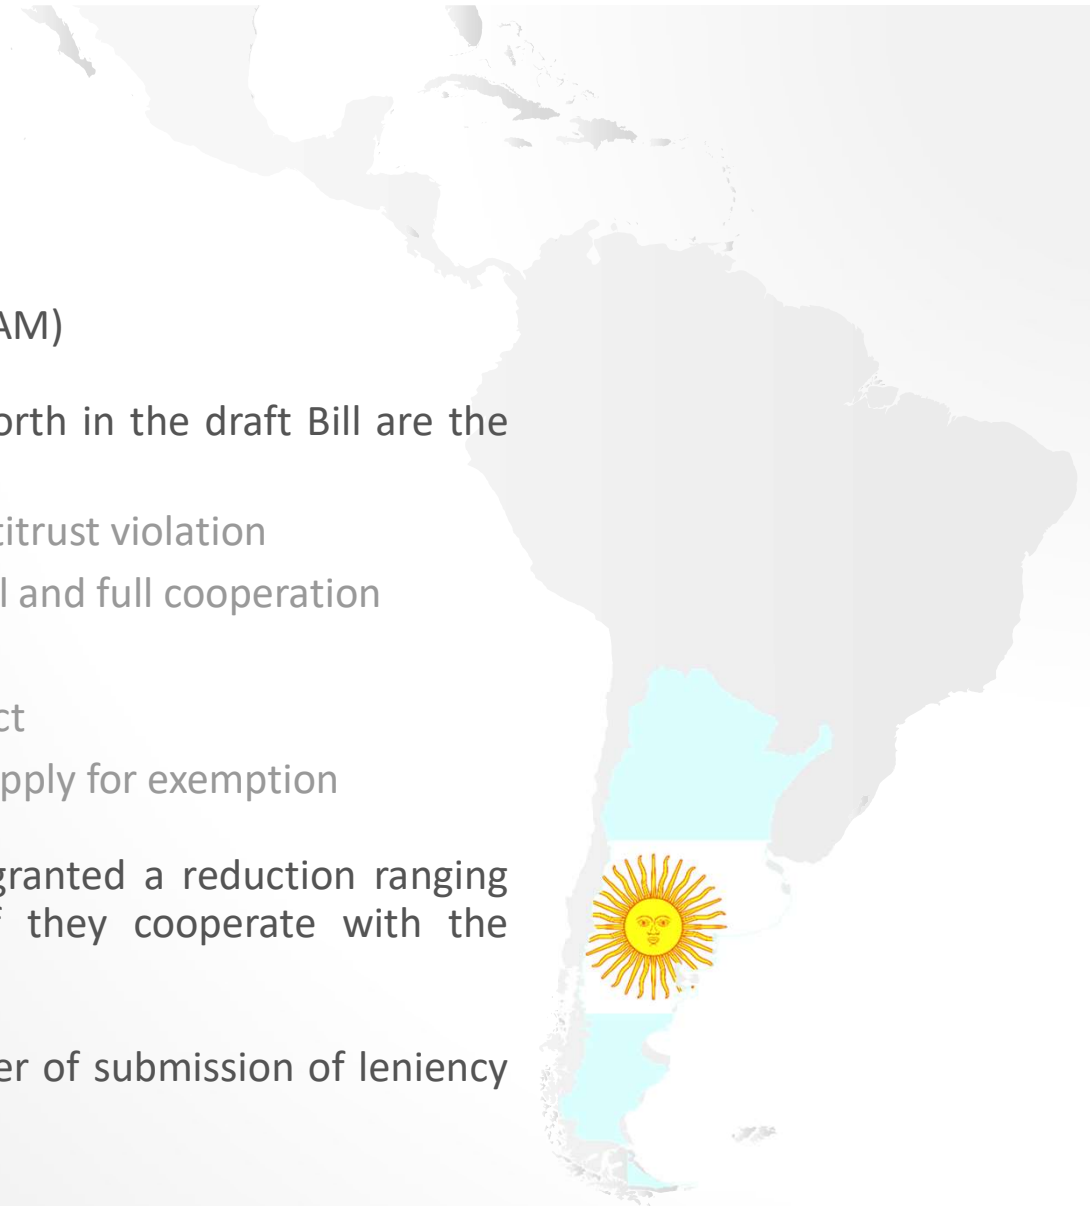 AM)
orth in the draft Bill are the
titrust violation
l and full cooperation
ct
pply for exemption
granted a reduction ranging
they cooperate with the
er of submission of leniency